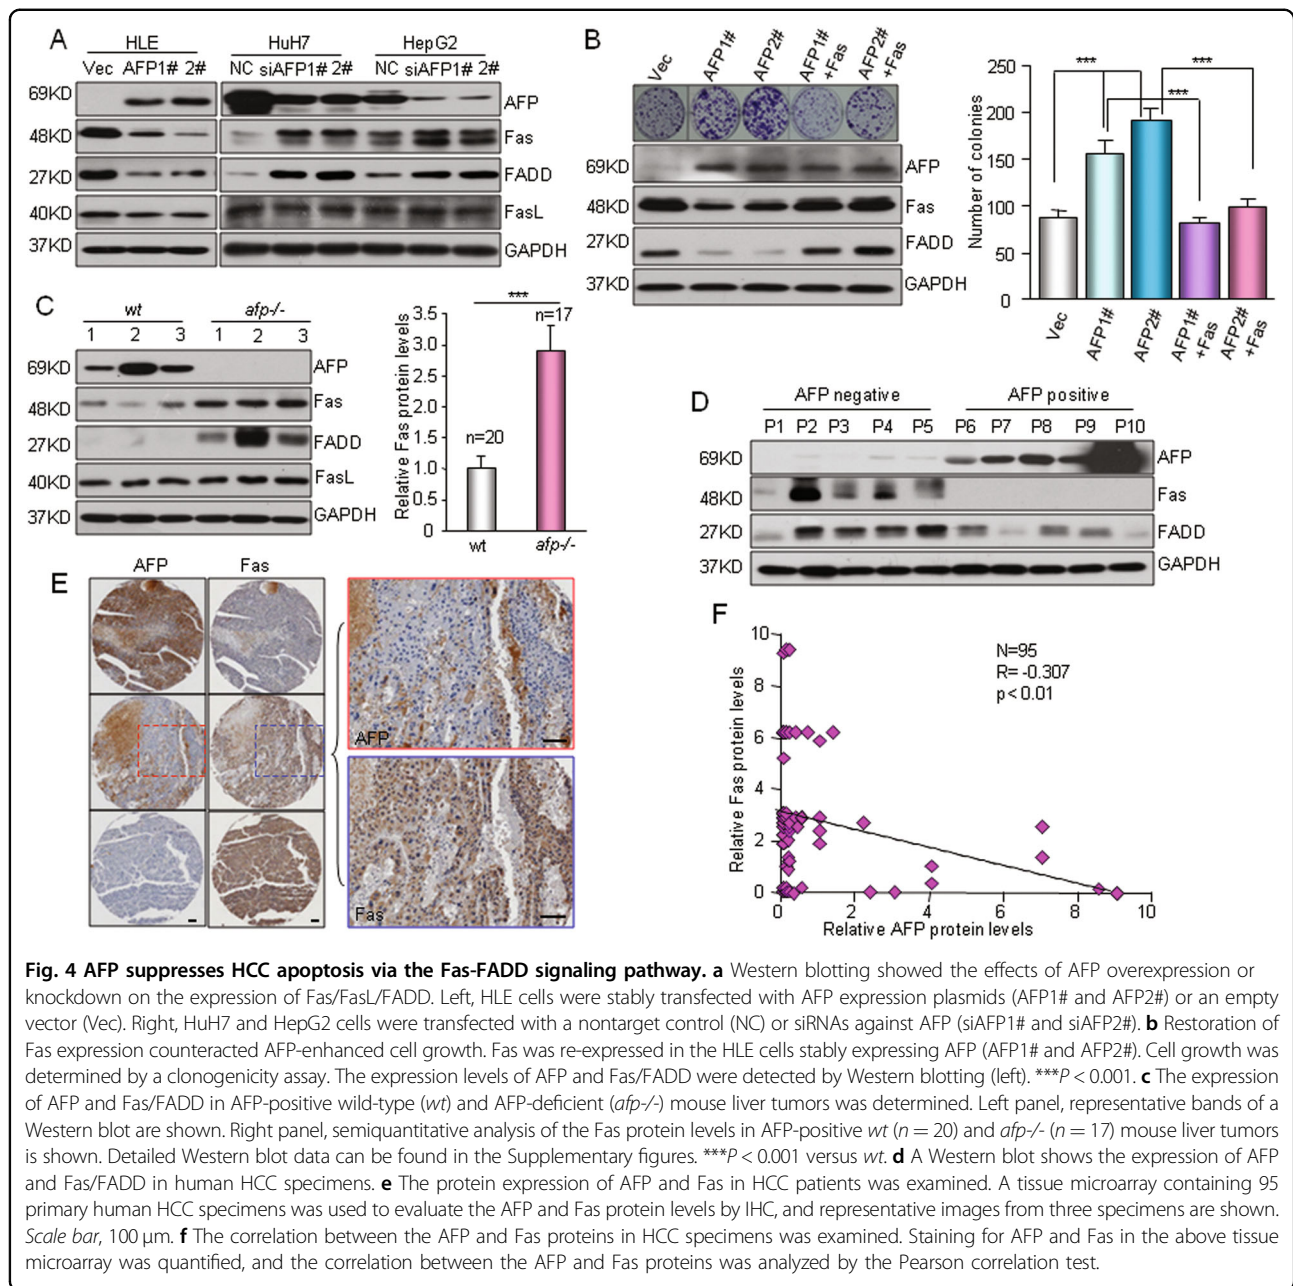 A
HLE HuH7 HepG2
Vec AFP1# 2# NC siAFP1# 2# NC siAFP1# 2#
69KD AFP
48KD Fas
27KD FADD
40KD FasL
37KD GAPDH
B
Vec AFP1# AFP2# AFP1# +Fas AFP2# +Fas
69KD AFP
48KD Fas
27KD FADD
37KD GAPDH
Number of colonies
250
200
150
100
50
0
***
***
***
Vec AFP1# AFP2# AFP1# +Fas AFP2# +Fas
C
wt afp-/-
1 2 3 1 2 3
69KD AFP
48KD Fas
27KD FADD
40KD FasL
37KD GAPDH
Relative Fas protein levels
3.5
3.0
2.5
2.0
1.5
1.0
0.5
0
***
n=17
n=20
wt afp-/-
D
AFP negative AFP positive
P1 P2 P3 P4 P5 P6 P7 P8 P9 P10
69KD AFP
48KD Fas
27KD FADD
37KD GAPDH
E
AFP Fas
AFP
Fas
F
N=95
R= -0.307
p<0.01
Relative Fas protein levels
10
8
6
4
2
0
0 2 4 6 8 10
Relative AFP protein levels
Fig. 4 AFP suppresses HCC apoptosis via the Fas-FADD signaling pathway. a Western blotting showed the effects of AFP overexpression or
knockdown on the expression of Fas/FasL/FADD. Left, HLE cells were stably transfected with AFP expression plasmids (AFP1# and AFP2#) or an empty
vector (Vec). Right, HuH7 and HepG2 cells were transfected with a nontarget control (NC) or siRNAs against AFP (siAFP1# and siAFP2#). b Restoration of
Fas expression counteracted AFP-enhanced cell growth. Fas was re-expressed in the HLE cells stably expressing AFP (AFP1# and AFP2#). Cell growth was
determined by a clonogenicity assay. The expression levels of AFP and Fas/FADD were detected by Western blotting (left). ***P < 0.001. c The expression
of AFP and Fas/FADD in AFP-positive wild-type (wt) and AFP-deficient (afp-/-) mouse liver tumors was determined. Left panel, representative bands of a
Western blot are shown. Right panel, semiquantitative analysis of the Fas protein levels in AFP-positive wt (n = 20) and afp-/- (n = 17) mouse liver tumors
is shown. Detailed Western blot data can be found in the Supplementary figures. ***P < 0.001 versus wt. d A Western blot shows the expression of AFP
and Fas/FADD in human HCC specimens. e The protein expression of AFP and Fas in HCC patients was examined. A tissue microarray containing 95
primary human HCC specimens was used to evaluate the AFP and Fas protein levels by IHC, and representative images from three specimens are shown.
Scale bar, 100 µm. f The correlation between the AFP and Fas proteins in HCC specimens was examined. Staining for AFP and Fas in the above tissue
microarray was quantified, and the correlation between the AFP and Fas proteins was analyzed by the Pearson correlation test.